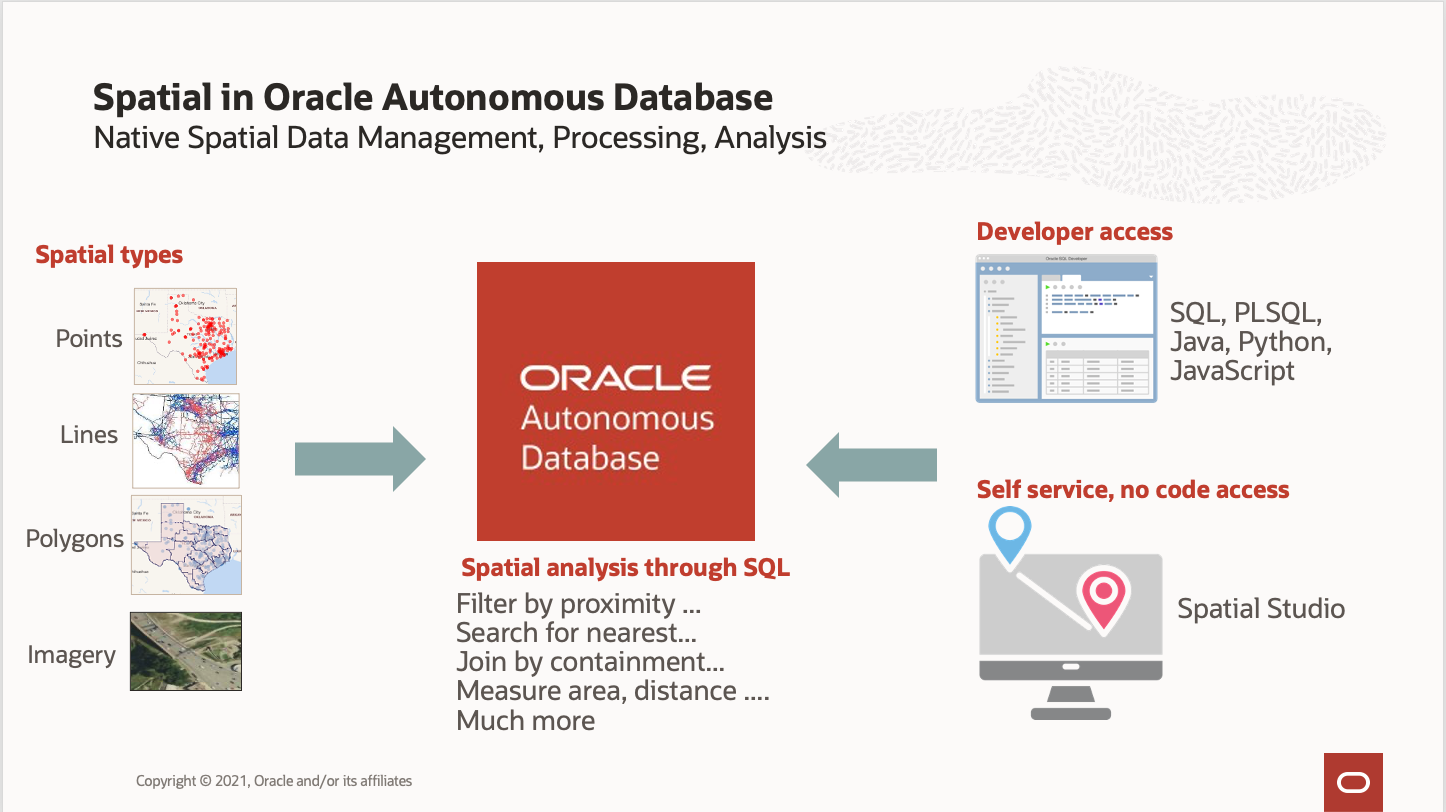 Spatial in Oracle Autonomous Database
Native Spatial Data Management, Processing, Analysis
Spatial types
Points
Lines
Polygons
Imagery
ORACLE
Autonomous
Database
Spatial analysis through SQL
Filter by proximity ...
Search for nearest...
Join by containment...
Measure area, distance ....
Much more
Developer access
Oracle SQL Developer
SQL, PLSQL,
Java, Python,
JavaScript
Self service, no code access
Spatial Studio
Copyright © 2021, Oracle and/or its affiliates